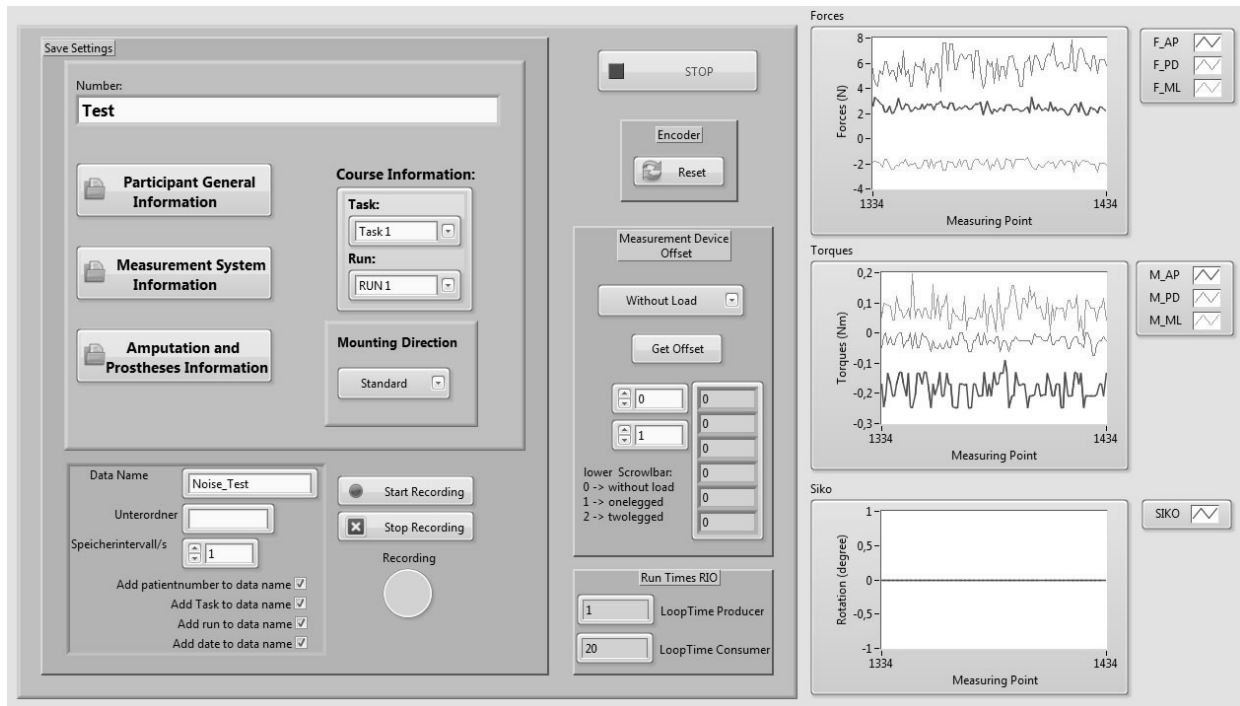 Save Settings
Number:
Test
Participant General
Information
Measurement System
Information
Amputation and
Prostheses Information
Course Information:
Task:
Task 1
Run:
RUN 1
Mounting Direction
Standard
Data Name
Noise_Test
Unterordner
Speicherintervall/s
1
Add patientnumber to data name
Add Task to data name
Add run to data name
Add date to data name
Start Recording
Stop Recording
Recording
STOP
Encoder
Reset
Measurement Device
Offset
Without Load
Get Offset
0
1
0
0
0
0
0
0
lower Scrowlbar:
0 -> without load
1 -> onelegged
2 -> twolegged
Run Times RIO
1
LoopTime Producer
20
LoopTime Consumer
Forces
Forces (N)
8
6
4
2
0
-2
-4
1334
1434
Measuring Point
F_AP
F_PD
F_ML
Torques
Torques (Nm)
0,2
0,1
0
-0,1
-0,2
-0,3
1334
1434
Measuring Point
M_AP
M_PD
M_ML
Siko
Rotation (degree)
1
0,5
0
-0,5
-1
1334
1434
Measuring Point
SIKO